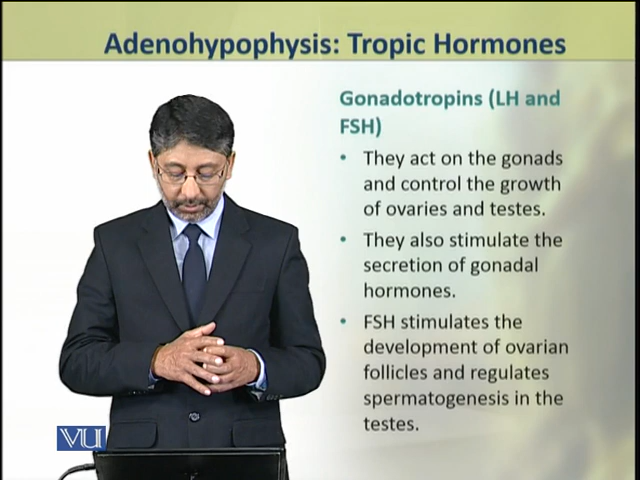 Adenohypophysis: Tropic Hormones
Gonadotropins (LH and
FSH)
• They act on the gonads
and control the growth
of ovaries and testes.
• They also stimulate the
secretion of gonadal
hormones.
• FSH stimulates the
development of ovarian
follicles and regulates
spermatogenesis in the
testes.
VU